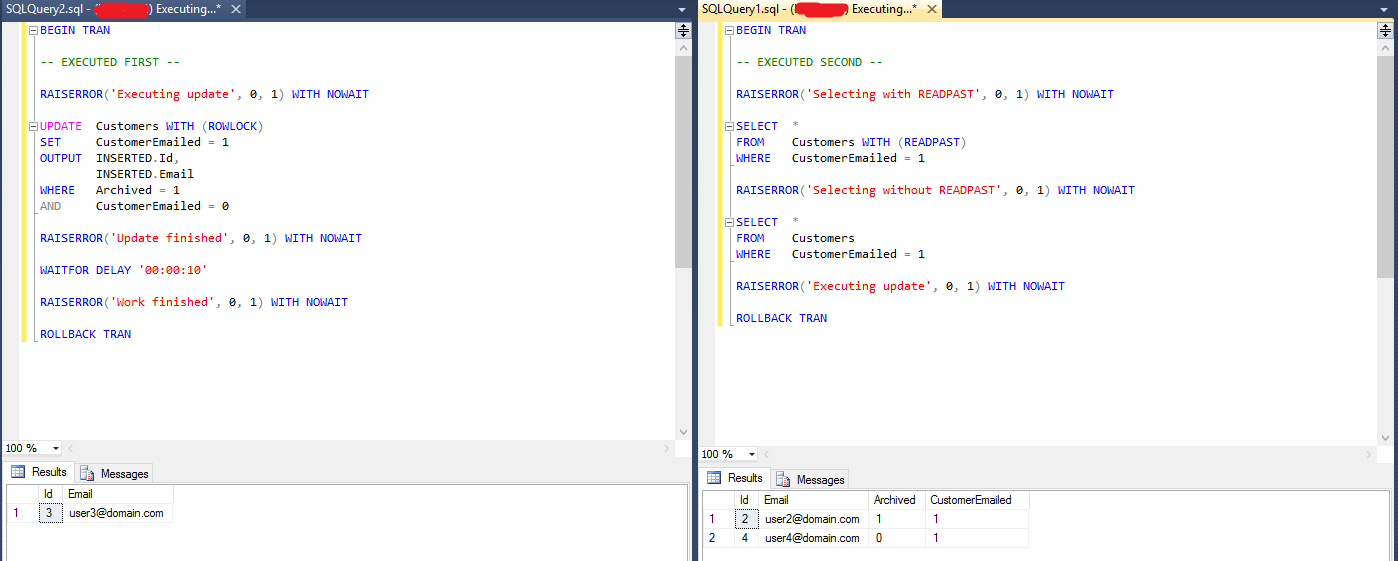 SQLQuery2.sql - ( ) Executing...*
BEGIN TRAN
-- EXECUTED FIRST --
RAISERROR('Executing update', 0, 1) WITH NOWAIT
UPDATE Customers WITH (ROWLOCK)
SET CustomerEmailed = 1
OUTPUT INSERTED.Id,
INSERTED.Email
WHERE Archived = 1
AND CustomerEmailed = 0
RAISERROR('Update finished', 0, 1) WITH NOWAIT
WAITFOR DELAY '00:00:10'
RAISERROR('Work finished', 0, 1) WITH NOWAIT
ROLLBACK TRAN
100 %
Results Messages
Id Email
1 3 user3@domain.com
SQLQuery1.sql - ( ) Executing...*
BEGIN TRAN
-- EXECUTED SECOND --
RAISERROR('Selecting with READPAST', 0, 1) WITH NOWAIT
SELECT *
FROM Customers WITH (READPAST)
WHERE CustomerEmailed = 1
RAISERROR('Selecting without READPAST', 0, 1) WITH NOWAIT
SELECT *
FROM Customers
WHERE CustomerEmailed = 1
RAISERROR('Executing update', 0, 1) WITH NOWAIT
ROLLBACK TRAN
100 %
Results Messages
Id Email Archived CustomerEmailed
1 2 user2@domain.com 1 1
2 4 user4@domain.com 0 1